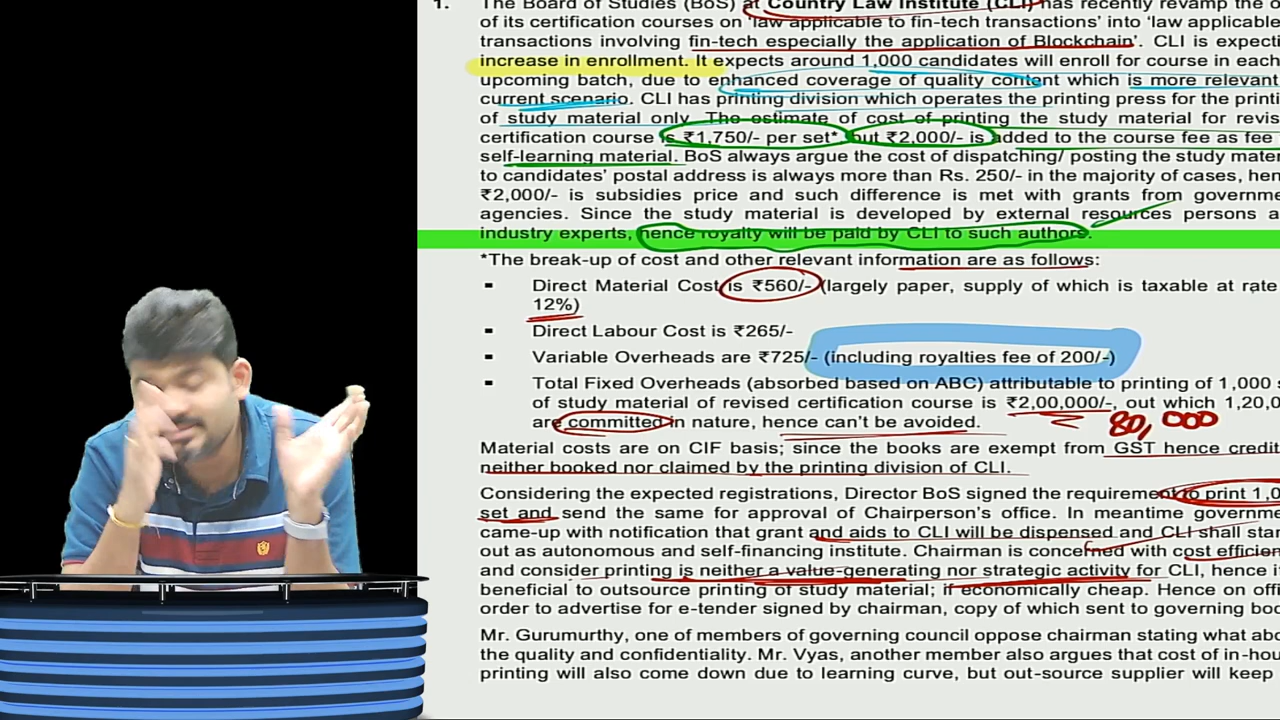 1. The Board of Studies (BoS) at Country Law Institute (CLI) has recently revamp the
of its certification courses on 'law applicable to fin-tech transactions' into 'law applicable
transactions involving fin-tech especially the application of Blockchain'. CLI is
increase in enrollment. It expects around 1,000 candidates will enroll for course in each
upcoming batch, due to enhanced coverage of quality content which is more relevant
current scenario. CLI has printing division which operates the printing press for the
of study material only. The estimate of cost of printing the study material for
certification course is ₹1,750/- per set* but ₹2,000/- is added to the course fee as fee
self-learning material. BoS always argue the cost of dispatching/ posting the study
to candidates' postal address is always more than Rs. 250/- in the majority of cases,
₹2,000/- is subsidies price and such difference is met with grants from
agencies. Since the study material is developed by external resources persons
industry experts, hence royalty will be paid by CLI to such authors.
*The break-up of cost and other relevant information are as follows:
▪ Direct Material Cost is ₹560/- (largely paper, supply of which is taxable at rate
12%)
▪ Direct Labour Cost is ₹265/-
▪ Variable Overheads are ₹725/- (including royalties fee of 200/-)
▪ Total Fixed Overheads (absorbed based on ABC) attributable to printing of 1,000
of study material of revised certification course is ₹2,00,000/-, out which 1,20,0
are committed in nature, hence can't be avoided. 80,000
Material costs are on CIF basis; since the books are exempt from GST hence credit
neither booked nor claimed by the printing division of CLI.
Considering the expected registrations, Director BoS signed the requirement to print 1,0
set and send the same for approval of Chairperson's office. In meantime
came-up with notification that grant and aids to CLI will be dispensed and CLI shall
out as autonomous and self-financing institute. Chairman is concerned with cost
and consider printing is neither a value-generating nor strategic activity for CLI, hence
beneficial to outsource printing of study material; if economically cheap. Hence on
order to advertise for e-tender signed by chairman, copy of which sent to governing
Mr. Gurumurthy, one of members of governing council oppose chairman stating what
the quality and confidentiality. Mr. Vyas, another member also argues that cost of
printing will also come down due to learning curve, but out-source supplier will keep